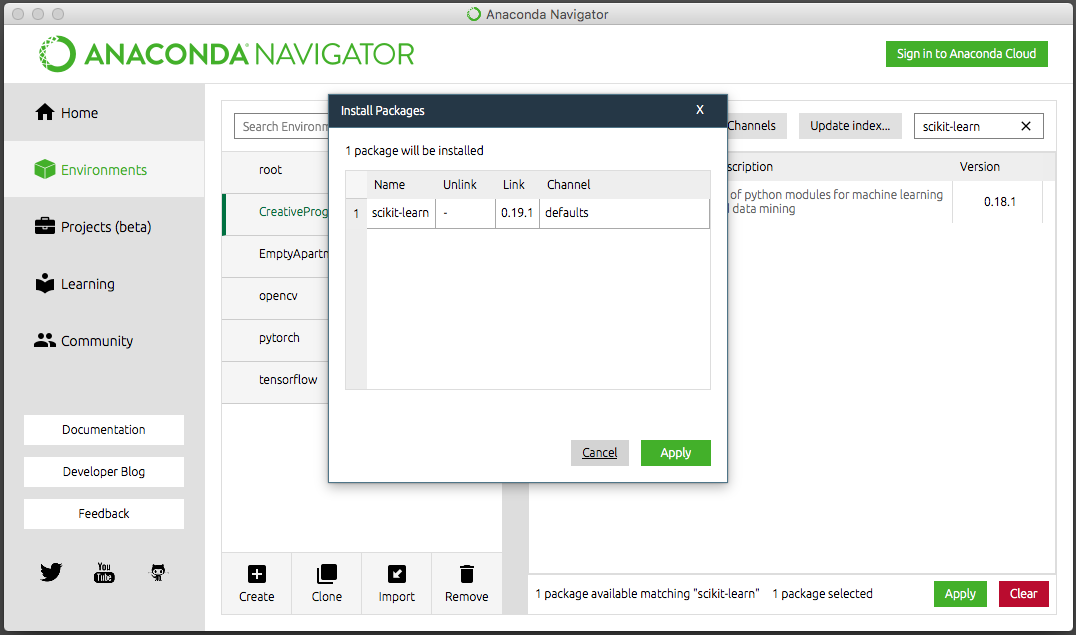 Anaconda Navigator
ANACONDA NAVIGATOR
Sign in to Anaconda Cloud
Home
Environments
Projects (beta)
Learning
Community
Documentation
Developer Blog
Feedback
You
Tube
Search Environm
root
CreativeProg
EmptyApartm
opencv
pytorch
tensorflow
Create
Clone
Import
Remove
Install Packages
X
1 package will be installed
Name Unlink Link Channel
1 scikit-learn - 0.19.1 defaults
Cancel
Apply
Channels
Update index...
scikit-learn
scription
Version
of python modules for machine learning
d data mining
0.18.1
1 package available matching "scikit-learn" 1 package selected
Apply
Clear